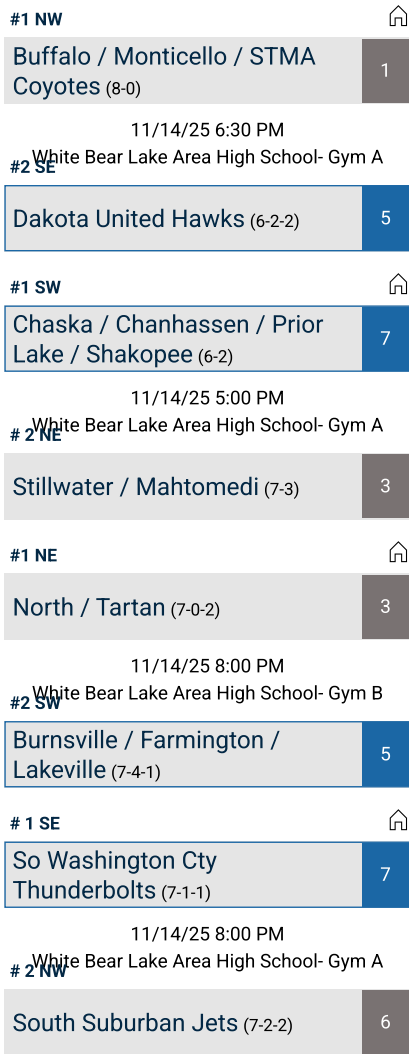 #1 NW
Buffalo / Monticello / STMA
Coyotes (8-0)
1
11/14/25 6:30 PM
White Bear Lake Area High School- Gym A
#2 SE
Dakota United Hawks (6-2-2)
5
#1 SW
Chaska / Chanhassen / Prior
Lake / Shakopee (6-2)
7
11/14/25 5:00 PM
White Bear Lake Area High School- Gym A
# 2 NE
Stillwater / Mahtomedi (7-3)
3
#1 NE
North / Tartan (7-0-2)
3
11/14/25 8:00 PM
White Bear Lake Area High School- Gym B
#2 SW
Burnsville / Farmington /
Lakeville (7-4-1)
5
# 1 SE
So Washington Cty
Thunderbolts (7-1-1)
7
11/14/25 8:00 PM
White Bear Lake Area High School- Gym A
# 2 NW
South Suburban Jets (7-2-2)
6